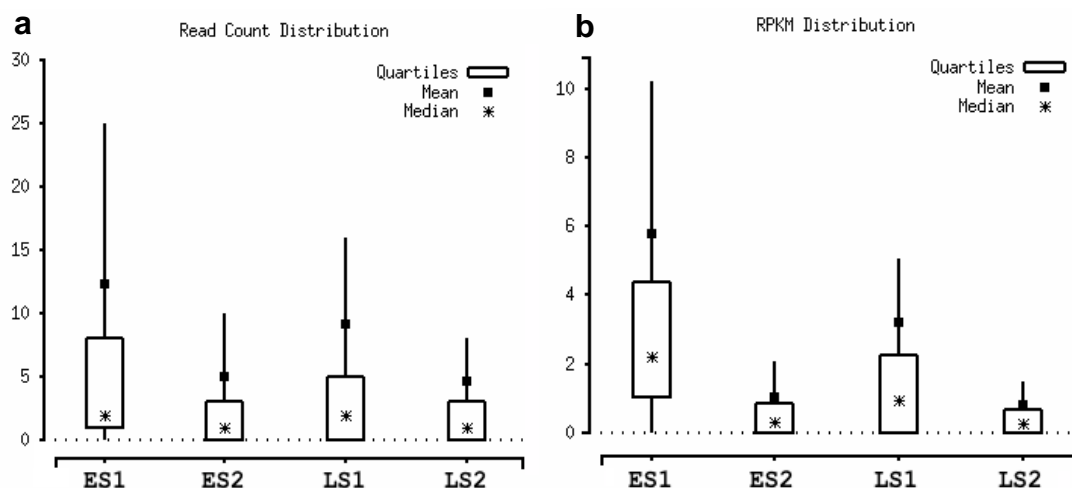 a
Read Count Distribution
30
25
20
15
10
5
0
Quartiles
Mean
Median
ES1 ES2 LS1 LS2
b
RPKM Distribution
10
8
6
4
2
0
Quartiles
Mean
Median
ES1 ES2 LS1 LS2